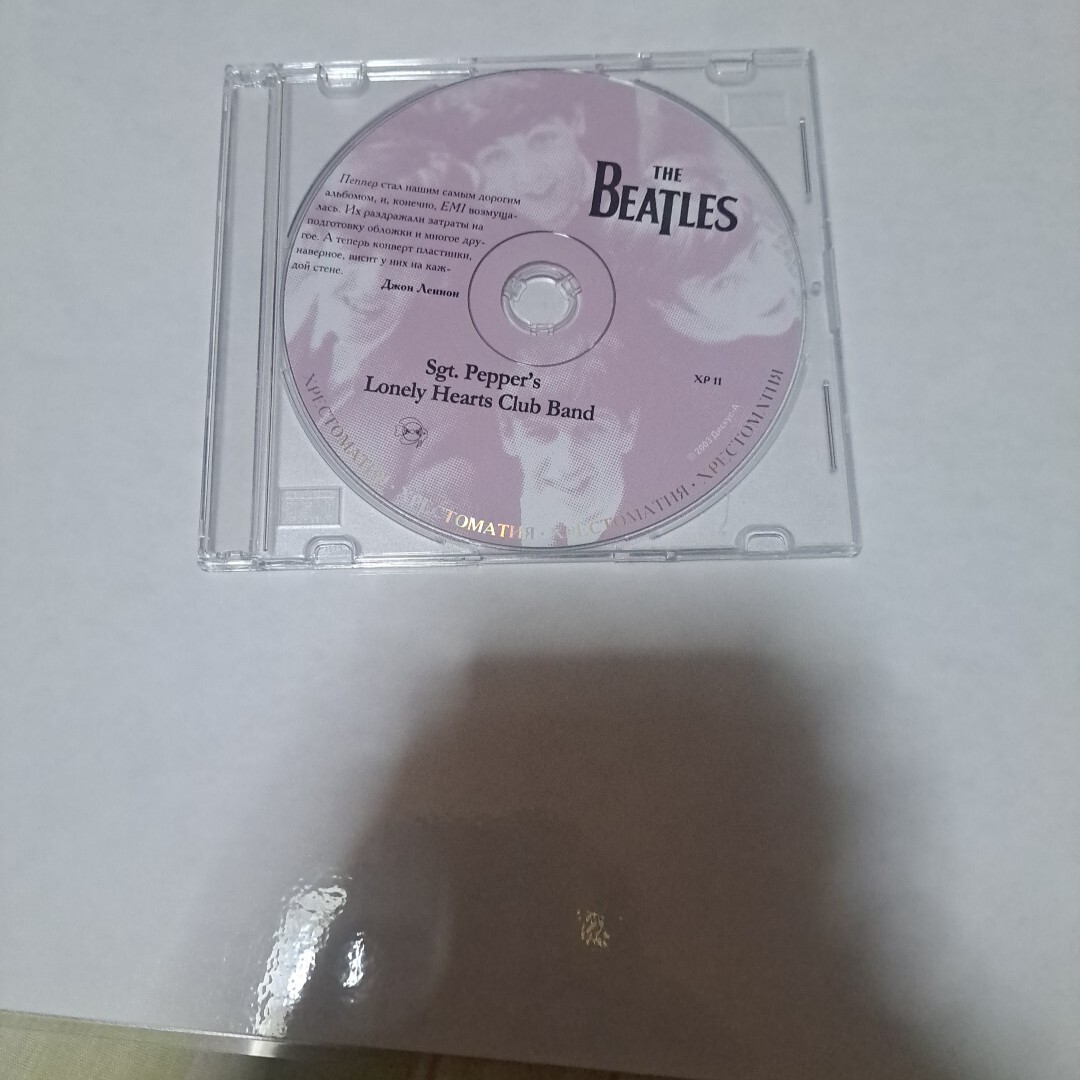 THE
BEATLES
Пеппер стал нашим самым дорогим
альбомом, и, конечно, EMI возмуща-
лась. Их раздражали затраты на
подготовку обложки и многое дру-
гое. А теперь конверт пластинки,
наверное, висит у них на каж-
дой стене.
Джон Леннон
Sgt. Pepper's
Lonely Hearts Club Band
ХР 11
ХРЕСТОМАТИЯ · ХРЕСТОМАТИЯ · ХРЕСТОМАТИЯ · ХРЕСТОМАТИЯ
© 2003